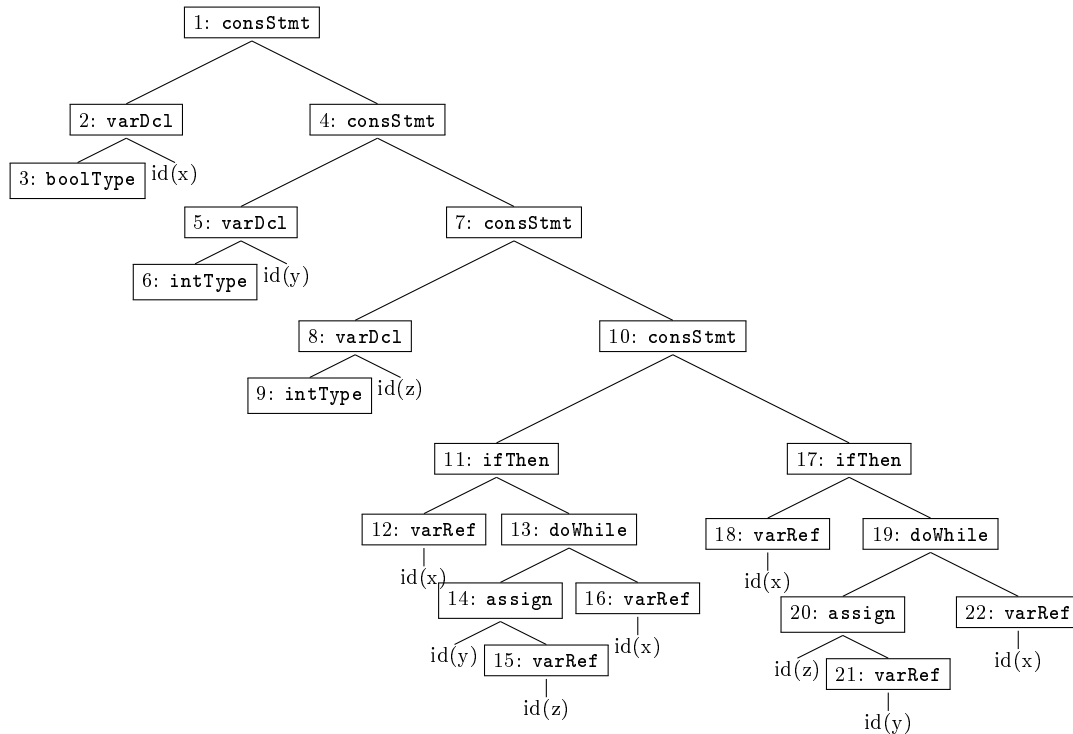 1: consStmt
2: varDcl
4: consStmt
3: boolType
id(x)
5: varDcl
7: consStmt
6: intType
id(y)
8: varDcl
10: consStmt
9: intType
id(z)
11: ifThen
17: ifThen
12: varRef
13: doWhile
18: varRef
19: doWhile
id(x)
id(x)
14: assign
16: varRef
20: assign
22: varRef
id(y)
15: varRef
id(x)
id(z)
21: varRef
id(x)
id(z)
id(y)